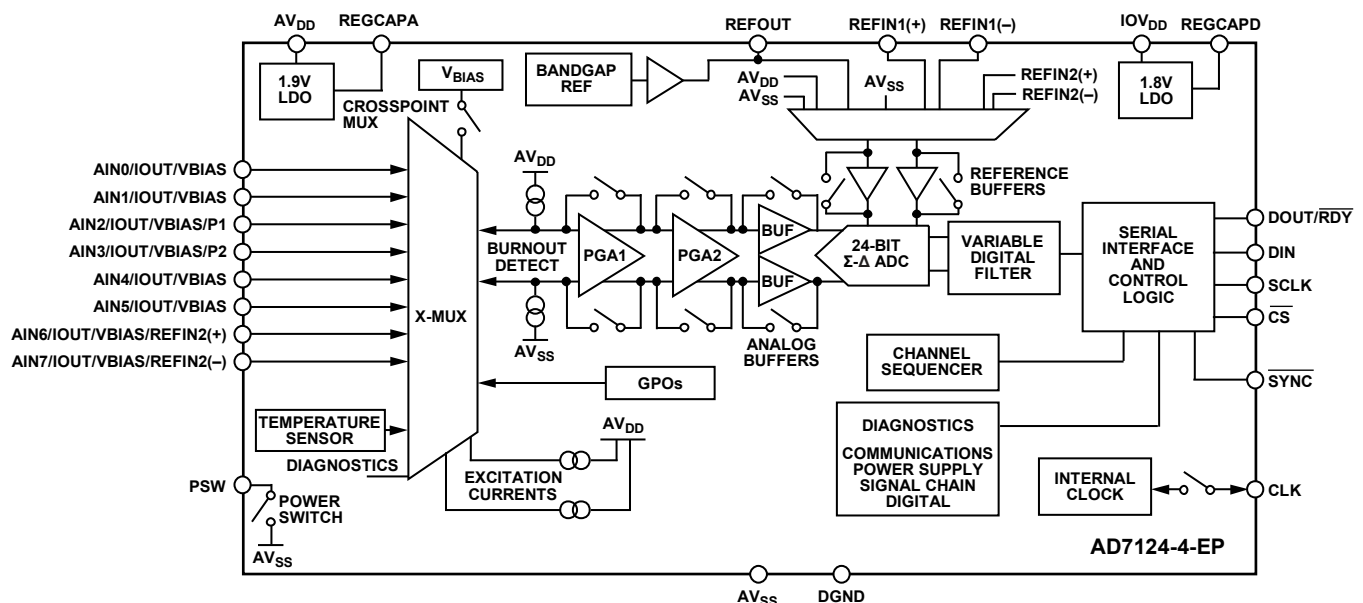 AVDD
REGCAPA
REFOUT
REFIN1(+)
REFIN1(–)
IOVDD
REGCAPD
1.9V
LDO
VBIAS
BANDGAP
REF
AVDD
AVSS
AVSS
REFIN2(+)
REFIN2(–)
1.8V
LDO
CROSSPOINT
MUX
AIN0/IOUT/VBIAS
AIN1/IOUT/VBIAS
AIN2/IOUT/VBIAS/P1
AIN3/IOUT/VBIAS/P2
AIN4/IOUT/VBIAS
AIN5/IOUT/VBIAS
AIN6/IOUT/VBIAS/REFIN2(+)
AIN7/IOUT/VBIAS/REFIN2(–)
X-MUX
AVDD
BURNOUT
DETECT
AVSS
PGA1
PGA2
BUF
BUF
ANALOG
BUFFERS
REFERENCE
BUFFERS
24-BIT
Σ-Δ ADC
VARIABLE
DIGITAL
FILTER
SERIAL
INTERFACE
AND
CONTROL
LOGIC
DOUT/RDY
DIN
SCLK
CS
SYNC
CHANNEL
SEQUENCER
GPOs
TEMPERATURE
SENSOR
DIAGNOSTICS
AVDD
EXCITATION
CURRENTS
DIAGNOSTICS
COMMUNICATIONS
POWER SUPPLY
SIGNAL CHAIN
DIGITAL
INTERNAL
CLOCK
CLK
PSW
POWER
SWITCH
AVSS
AD7124-4-EP
AVSS
DGND